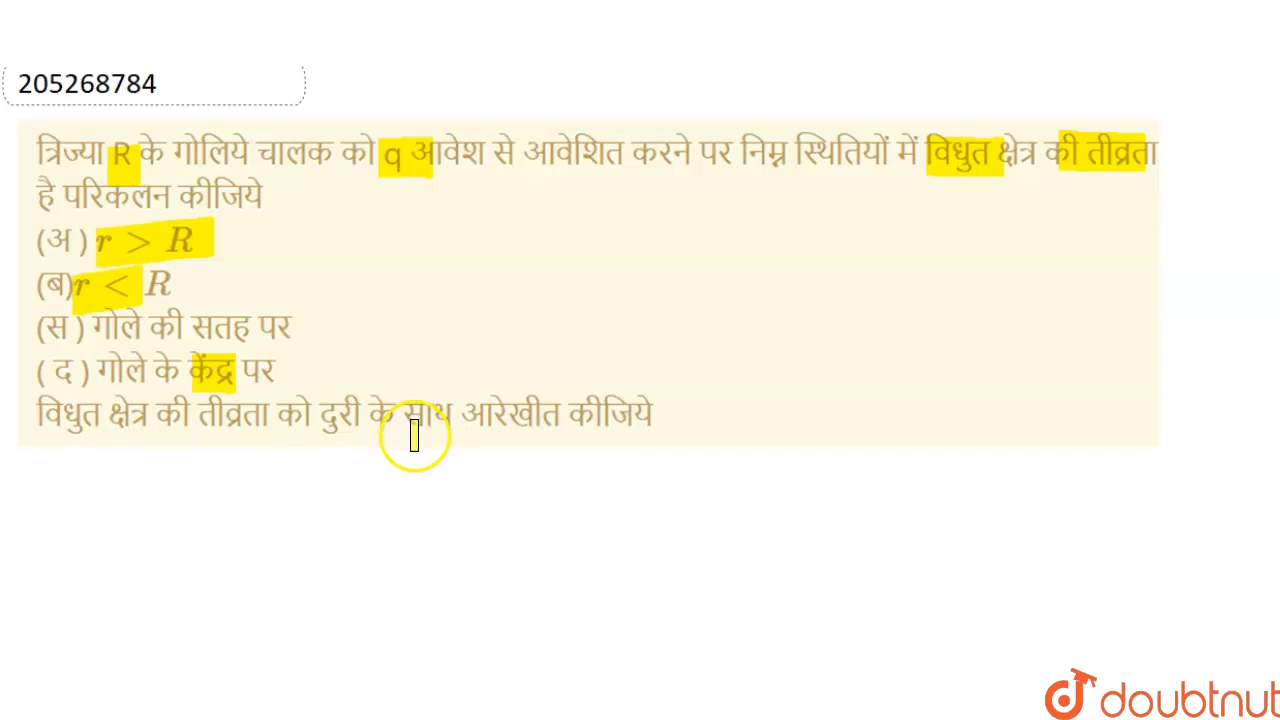 205268784
त्रिज्या R के गोलिये चालक को q आवेश से आवेशित करने पर निम्न स्थितियों में विधुत क्षेत्र की तीव्रता
है परिकलन कीजिये
(अ ) r > R
(ब)r < R
(स ) गोले की सतह पर
( द ) गोले के केंद्र पर
विधुत क्षेत्र की तीव्रता को दुरी के साथ आरेखीत कीजिये
doubtnut